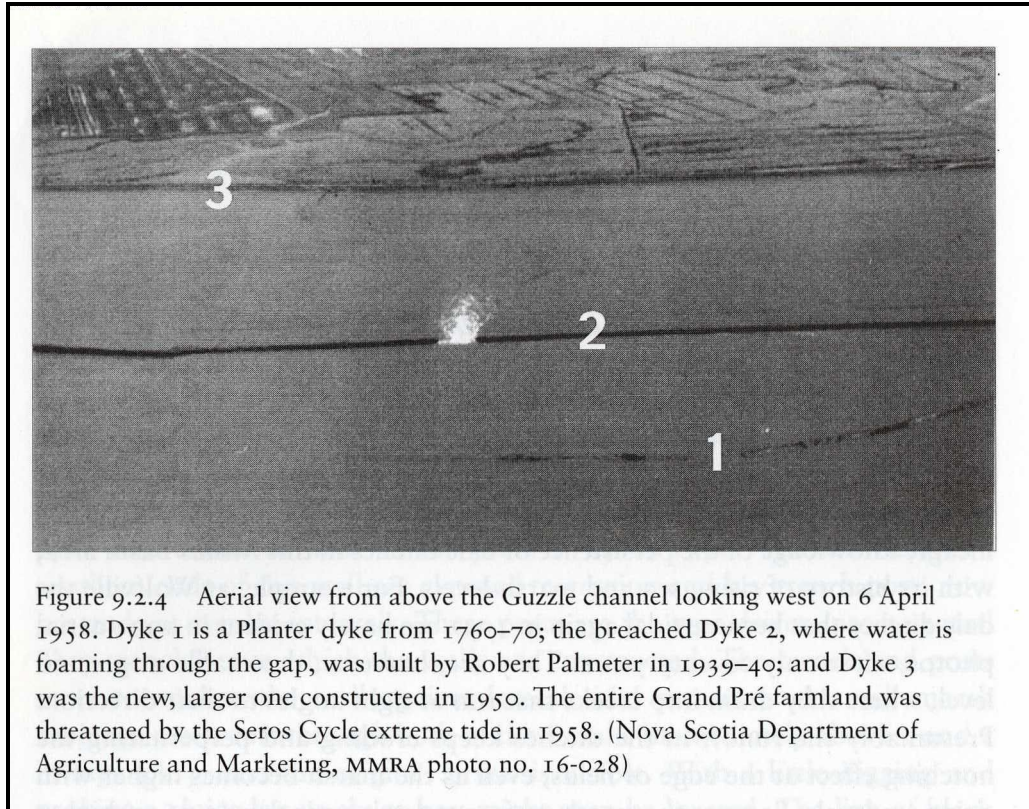 3
2
1
Figure 9.2.4 Aerial view from above the Guzzle channel looking west on 6 April
1958. Dyke 1 is a Planter dyke from 1760–70; the breached Dyke 2, where water is
foaming through the gap, was built by Robert Palmeter in 1939–40; and Dyke 3
was the new, larger one constructed in 1950. The entire Grand Pré farmland was
threatened by the Seros Cycle extreme tide in 1958. (Nova Scotia Department of
Agriculture and Marketing, MMRA photo no. 16-028)